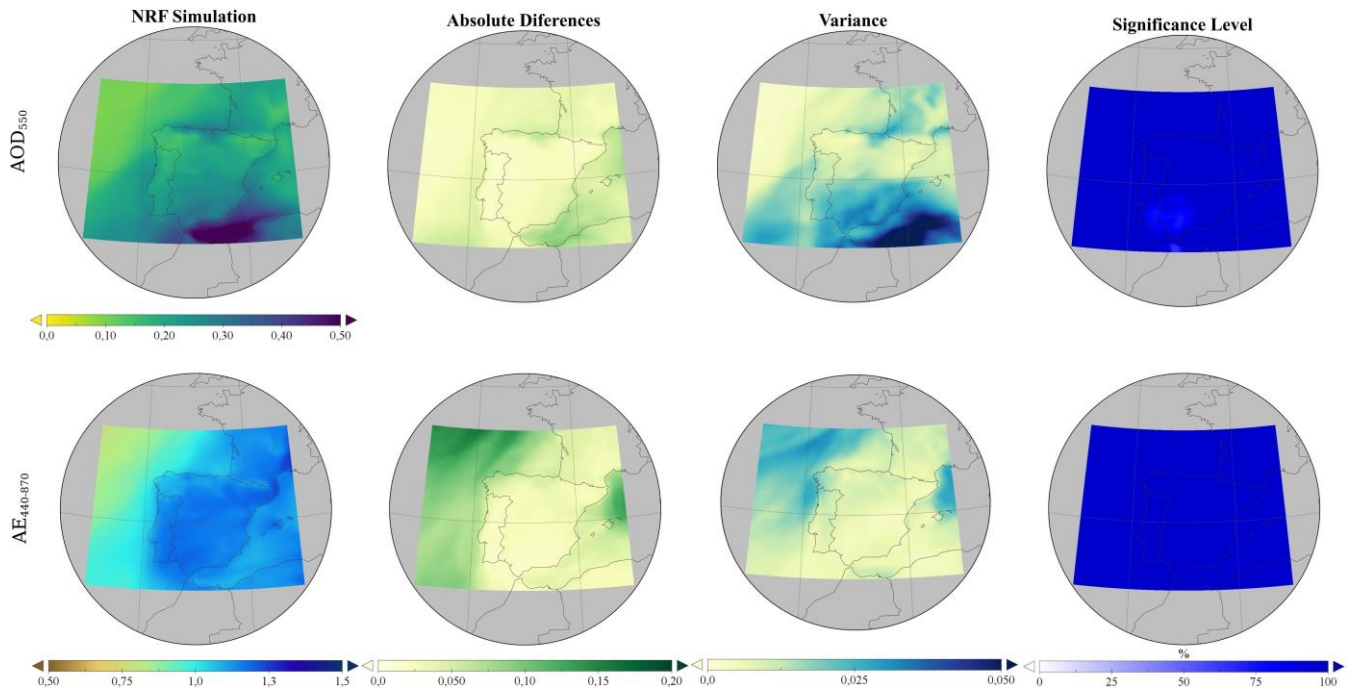 NRF Simulation
Absolute Diferences
Variance
Significance Level
AOD550
0,0 0,10 0,20 0,30 0,40 0,50
AE440-870
0,50 0,75 1,0 1,3 1,5
0,0 0,050 0,10 0,15 0,20
0,0 0,025 0,050
%
0 25 50 75 100